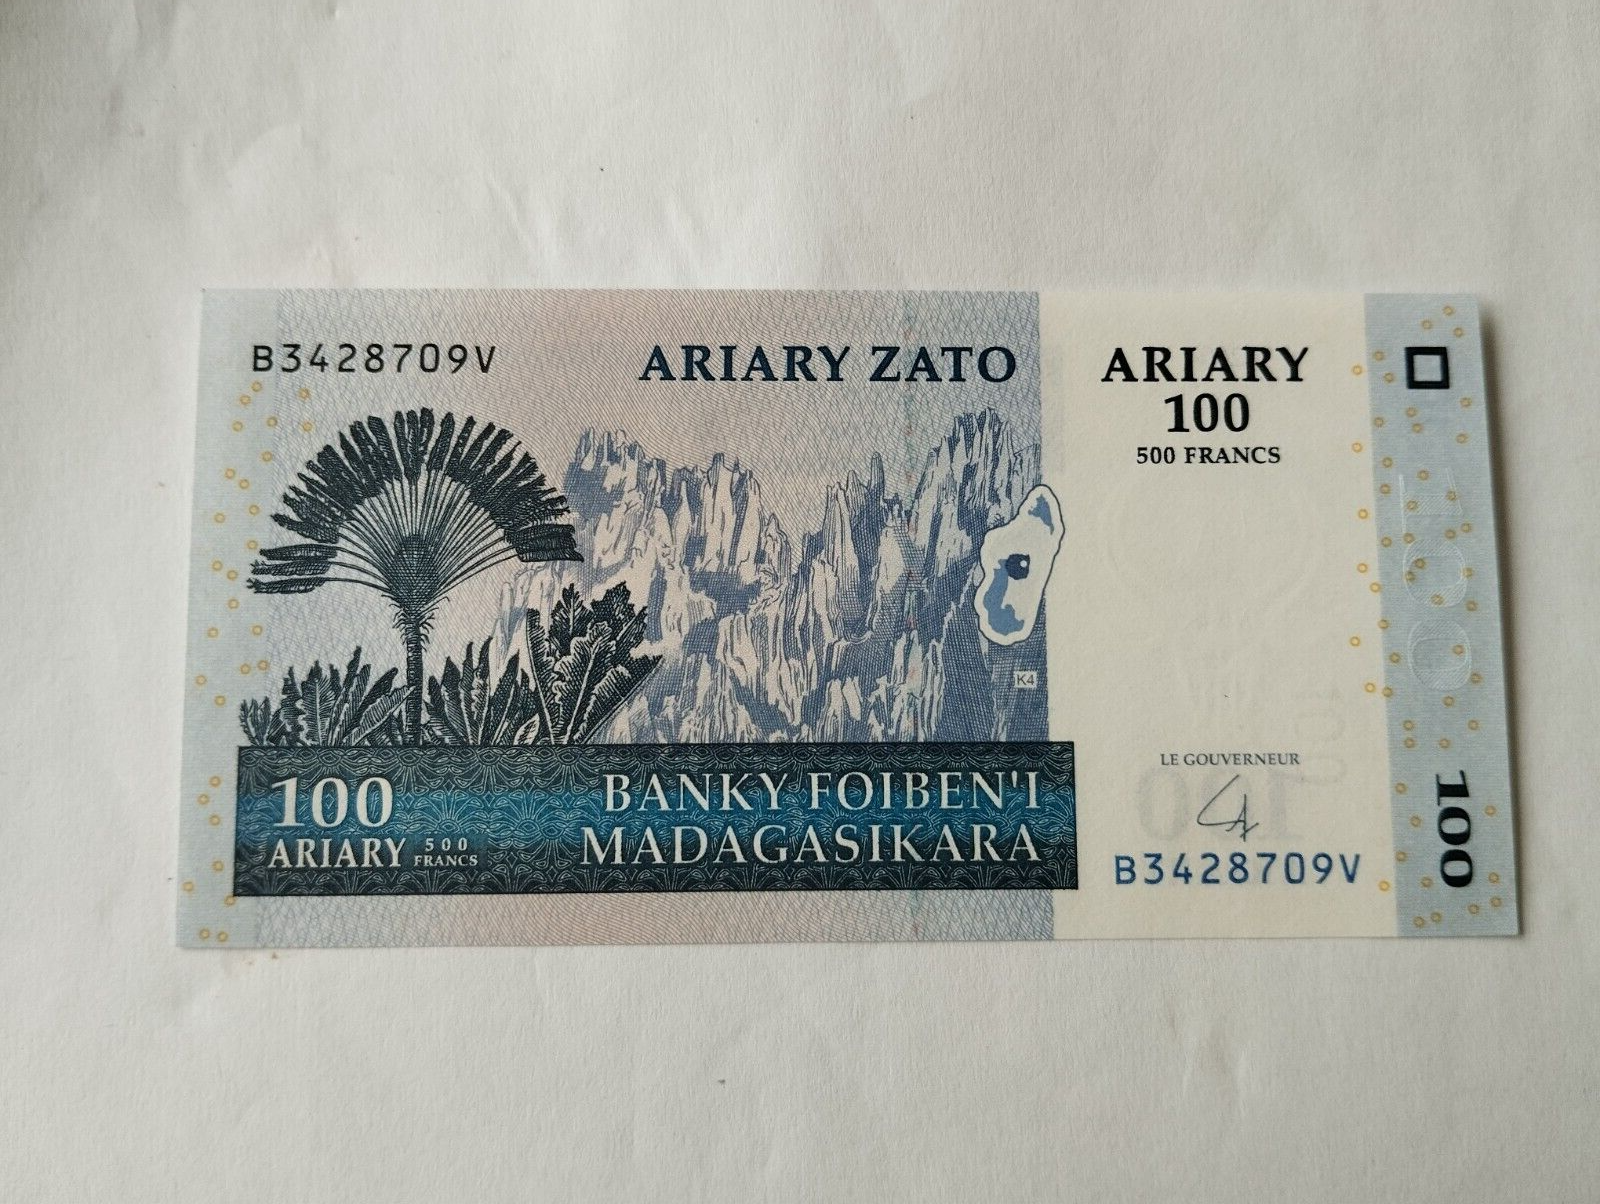 B3428709V
ARIARY ZATO
ARIARY
100
500 FRANCS
100
K4
LE GOUVERNEUR
B3428709V
100
100
ARIARY 500 FRANCS
BANKY FOIBEN'I
MADAGASIKARA